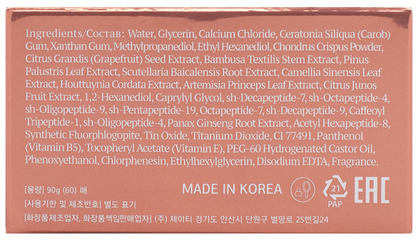 Ingredients/Состав: Water, Glycerin, Calcium Chloride, Ceratonia Siliqua (Carob)
Gum, Xanthan Gum, Methylpropanediol, Ethyl Hexanediol, Chondrus Crispus Powder,
Citrus Grandis (Grapefruit) Seed Extract, Bambusa Textilis Stem Extract, Pinus
Palustris Leaf Extract, Scutellaria Baicalensis Root Extract, Camellia Sinensis Leaf
Extract, Houttuynia Cordata Extract, Artemisia Princeps Leaf Extract, Citrus Junos
Fruit Extract, 1,2-Hexanediol, Caprylyl Glycol, sh-Decapeptide-7, sh-Octapeptide-4,
sh-Oligopeptide-9, sh-Pentapeptide-19, Octapeptide-7, sh-Decapeptide-9, Caffeoyl
Tripeptide-1, sh-Oligopeptide-4, Panax Ginseng Root Extract, Acetyl Hexapeptide-8,
Synthetic Fluorphlogopite, Tin Oxide, Titanium Dioxide, CI 77491, Panthenol
(Vitamin B5), Tocopheryl Acetate (Vitamin E), PEG-60 Hydrogenated Castor Oil,
Phenoxyethanol, Chlorphenesin, Ethylhexylglycerin, Disodium EDTA, Fragrance.
[용량] 90g (60) 매
[사용기한 및 제조번호] 별도 표기
[화장품제조업자, 화장품책임판매업자] ㈜ 제이티 경기도 안산시 단원구 별망로 25번길24
MADE IN KOREA
21
PAP
EAC